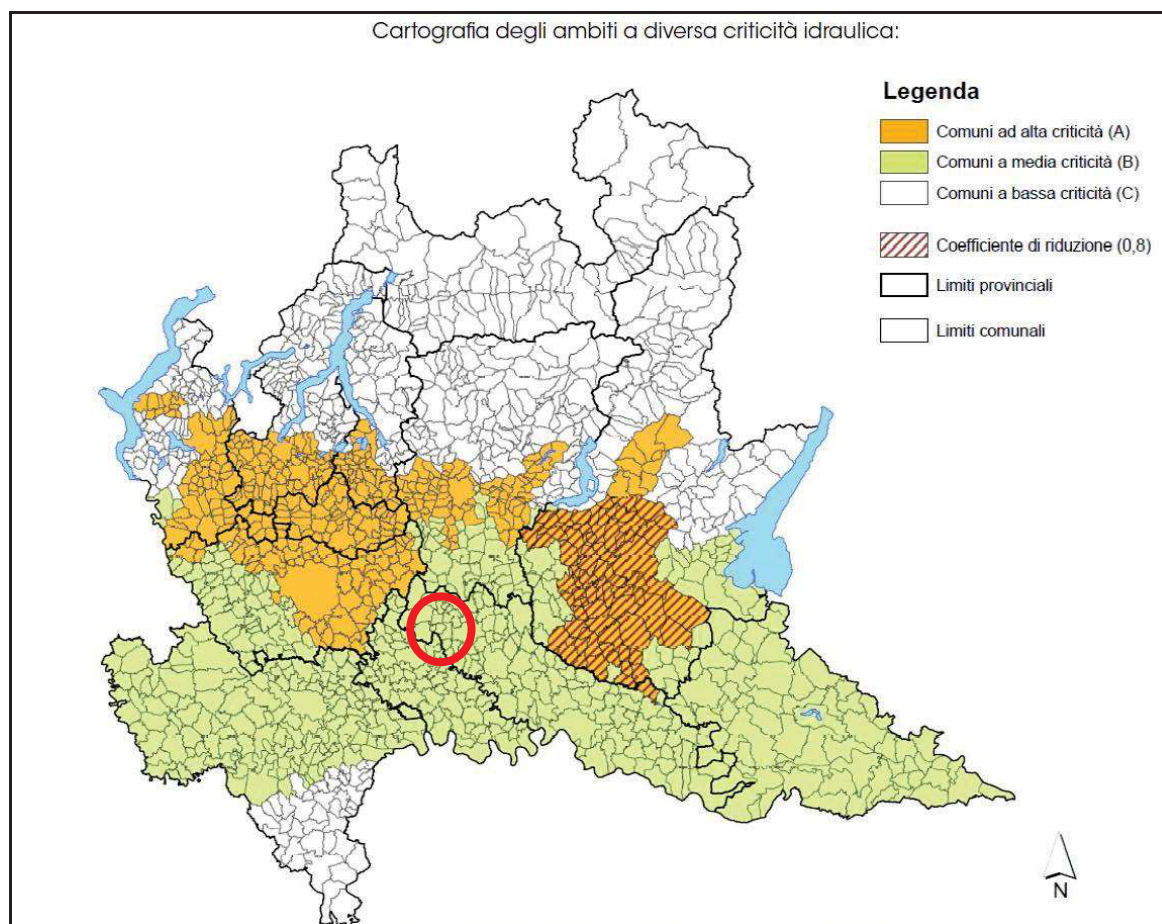 Cartografia degli ambiti a diversa criticità idraulica:
Legenda
Comuni ad alta criticità (A)
Comuni a media criticità (B)
Comuni a bassa criticità (C)
Coefficiente di riduzione (0,8)
Limiti provinciali
Limiti comunali
N